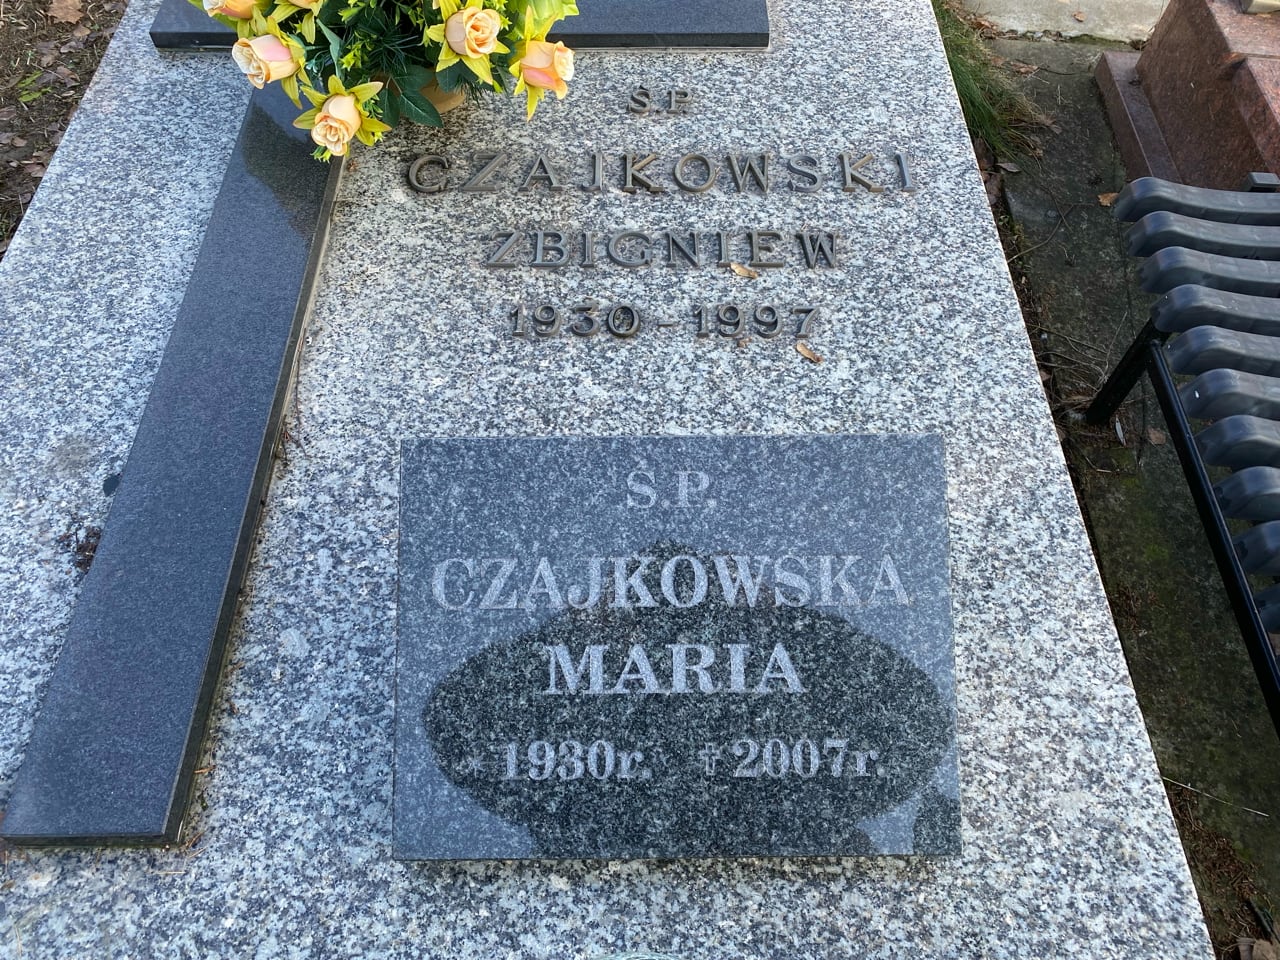 Ś.P.
CZAJKOWSKI
ZBIGNIEW
1930-1997
Ś.P.
CZAJKOWSKA
MARIA
* 1930r. † 2007r.